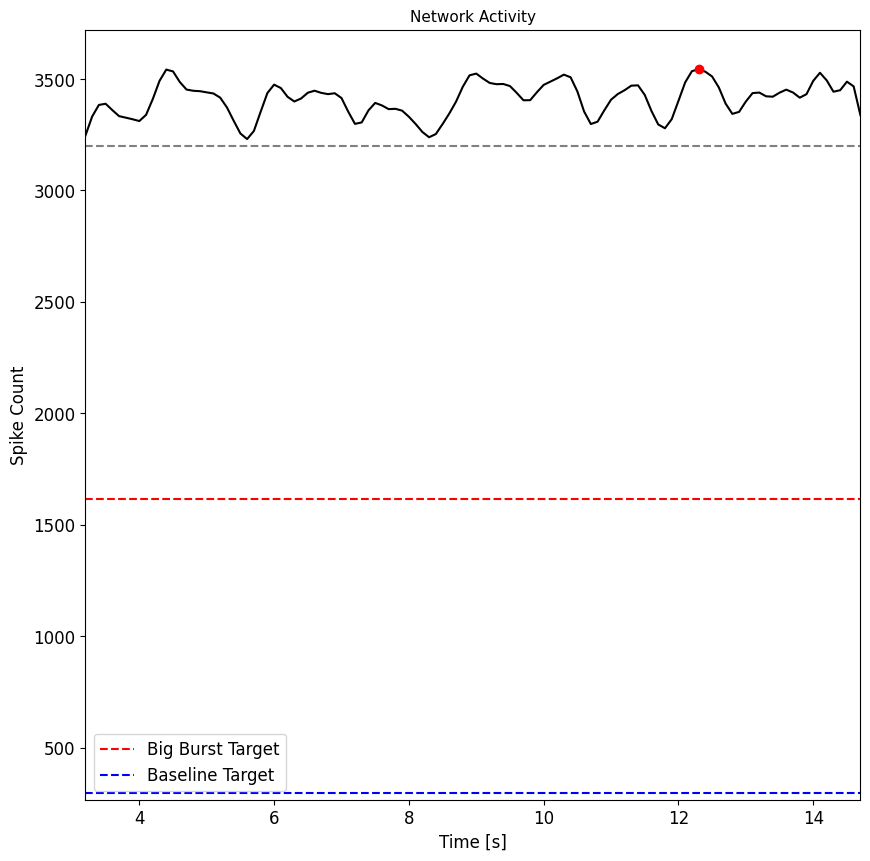 Network Activity
3500
3000
2500
2000
1500
1000
500
Spike Count
Big Burst Target
Baseline Target
4 6 8 10 12 14
Time [s]